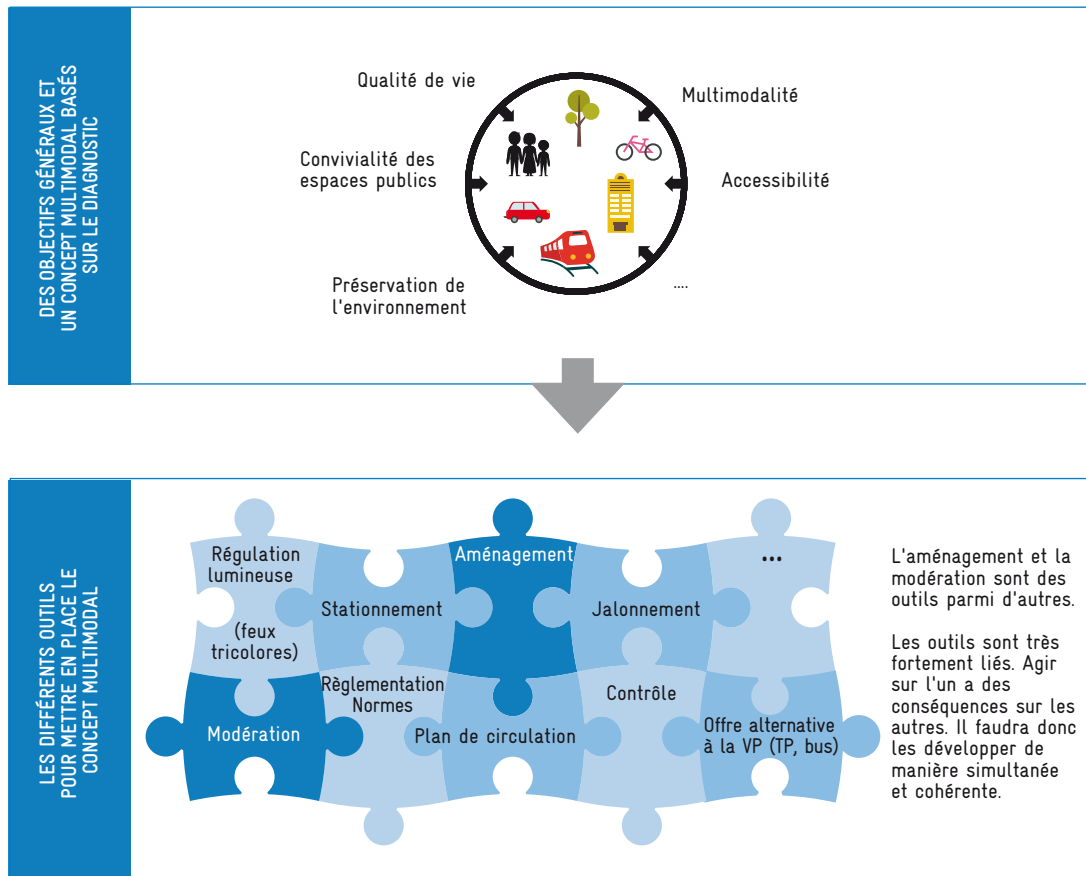 DES OBJECTIFS GÉNÉRAUX ET
UN CONCEPT MULTIMODAL BASÉS
SUR LE DIAGNOSTIC
Qualité de vie
Multimodalité
Convivialité des
espaces publics
Accessibilité
Préservation de
l'environnement
....
LES DIFFÉRENTS OUTILS
POUR METTRE EN PLACE LE
CONCEPT MULTIMODAL
Régulation
lumineuse
(feux
tricolores)
Stationnement
Aménagement
Jalonnement
...
Modération
Règlementation
Normes
Plan de circulation
Contrôle
Offre alternative
à la VP (TP, bus)
L'aménagement et la
modération sont des
outils parmi d'autres.
Les outils sont très
fortement liés. Agir
sur l'un a des
conséquences sur les
autres. Il faudra donc
les développer de
manière simultanée
et cohérente.